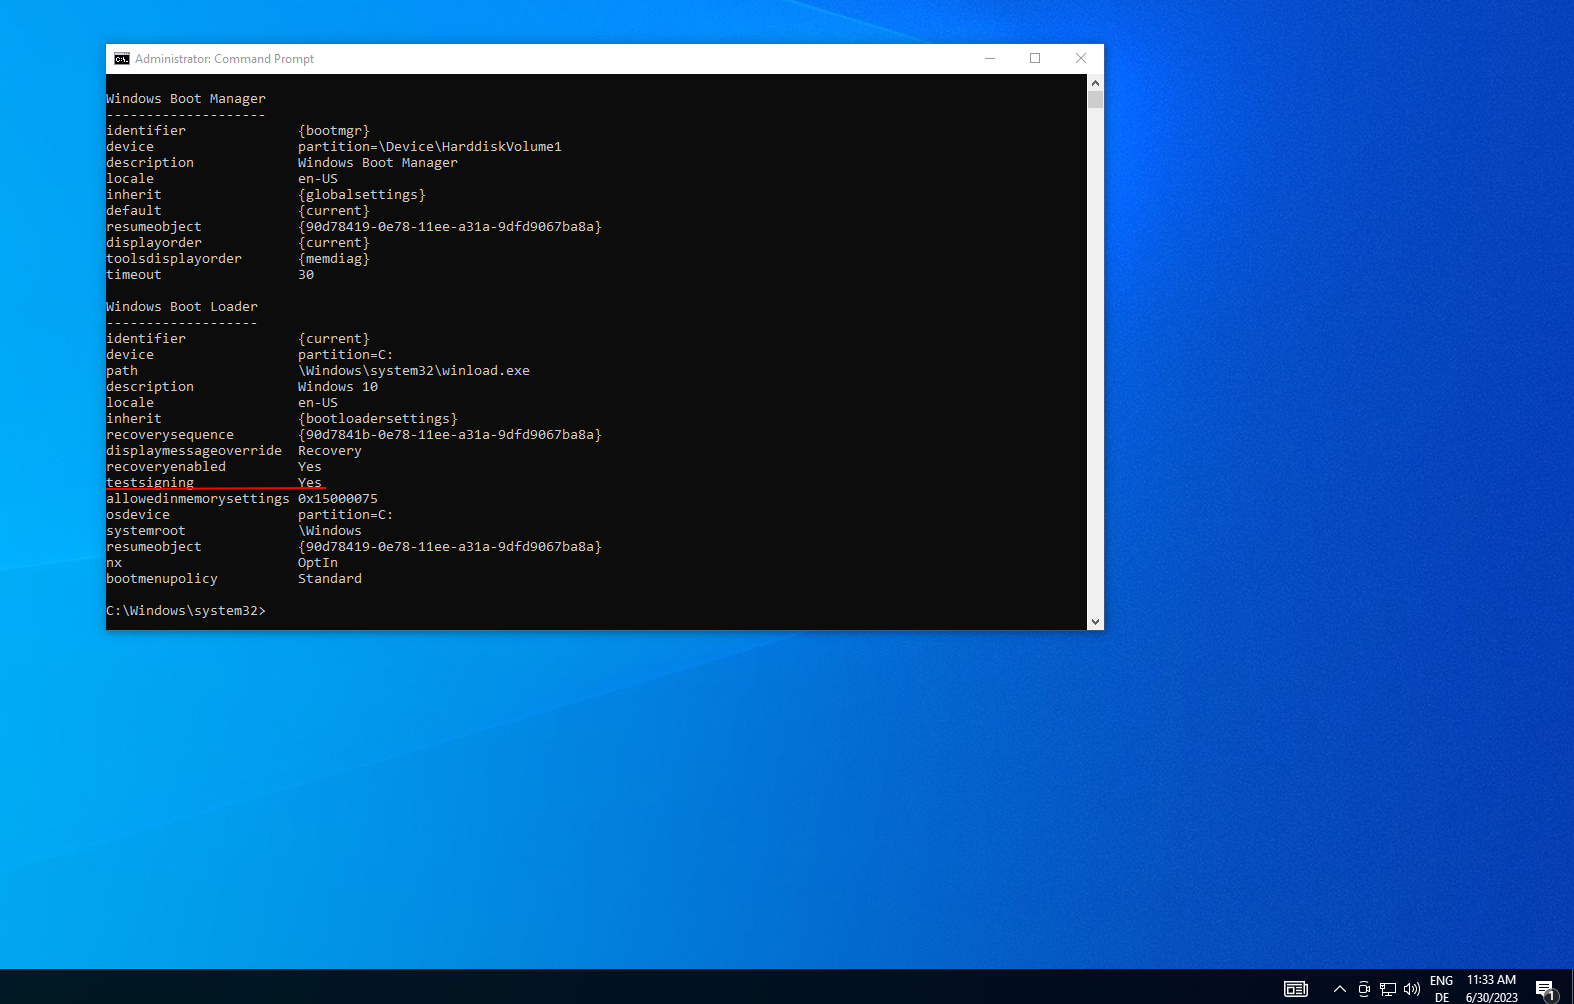 Administrator: Command Prompt
Windows Boot Manager
--------------------
identifier              {bootmgr}
device                  partition=\Device\HarddiskVolume1
description             Windows Boot Manager
locale                  en-US
inherit                 {globalsettings}
default                 {current}
resumeobject            {90d78419-0e78-11ee-a31a-9dfd9067ba8a}
displayorder            {current}
toolsdisplayorder       {memdiag}
timeout                 30
Windows Boot Loader
-------------------
identifier              {current}
device                  partition=C:
path                    \Windows\system32\winload.exe
description             Windows 10
locale                  en-US
inherit                 {bootloadersettings}
recoverysequence        {90d7841b-0e78-11ee-a31a-9dfd9067ba8a}
displaymessageoverride  Recovery
recoveryenabled         Yes
testsigning             Yes
allowedinmemorysettings 0x15000075
osdevice                partition=C:
systemroot              \Windows
resumeobject            {90d78419-0e78-11ee-a31a-9dfd9067ba8a}
nx                      OptIn
bootmenupolicy          Standard
C:\Windows\system32>
ENG 11:33 AM
DE 6/30/2023 1